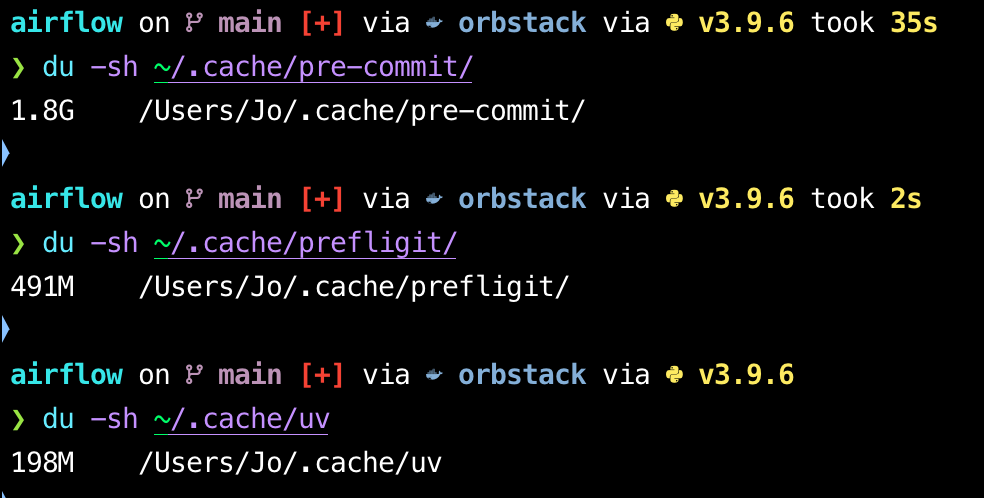 airflow on main [+] via orbstack via v3.9.6 took 35s
❯ du -sh ~/.cache/pre-commit/
1.8G    /Users/Jo/.cache/pre-commit/
airflow on main [+] via orbstack via v3.9.6 took 2s
❯ du -sh ~/.cache/prefligit/
491M    /Users/Jo/.cache/prefligit/
airflow on main [+] via orbstack via v3.9.6
❯ du -sh ~/.cache/uv
198M    /Users/Jo/.cache/uv